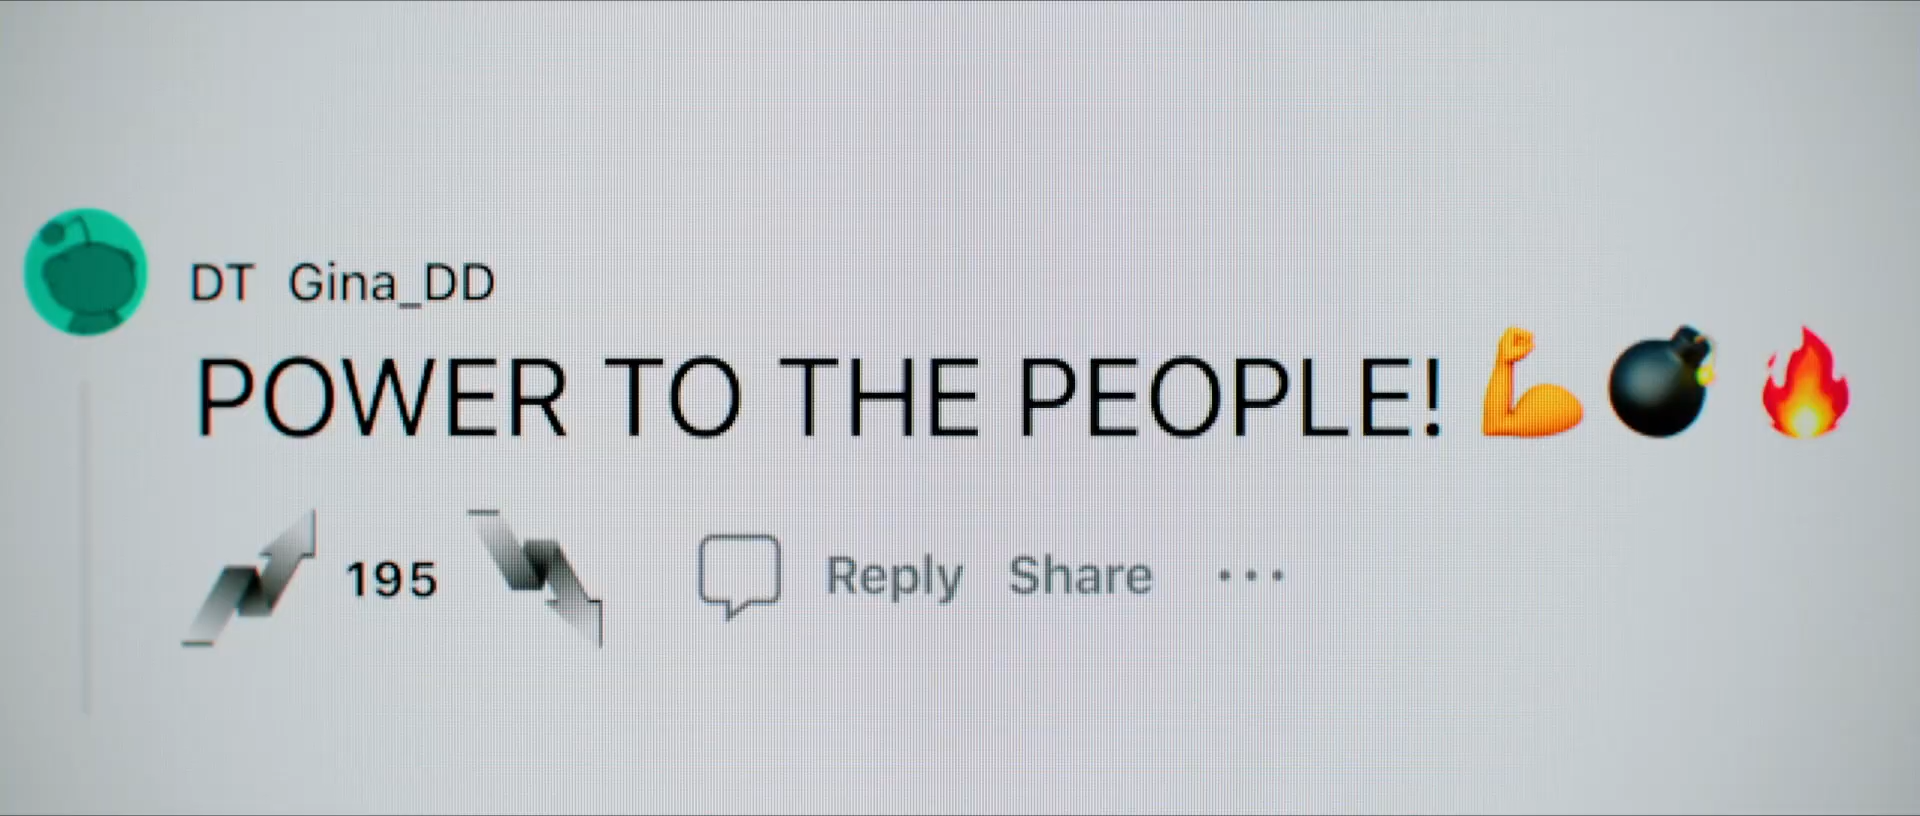 DT Gina_DD
POWER TO THE PEOPLE! 💪💣🔥
195 Reply Share ...